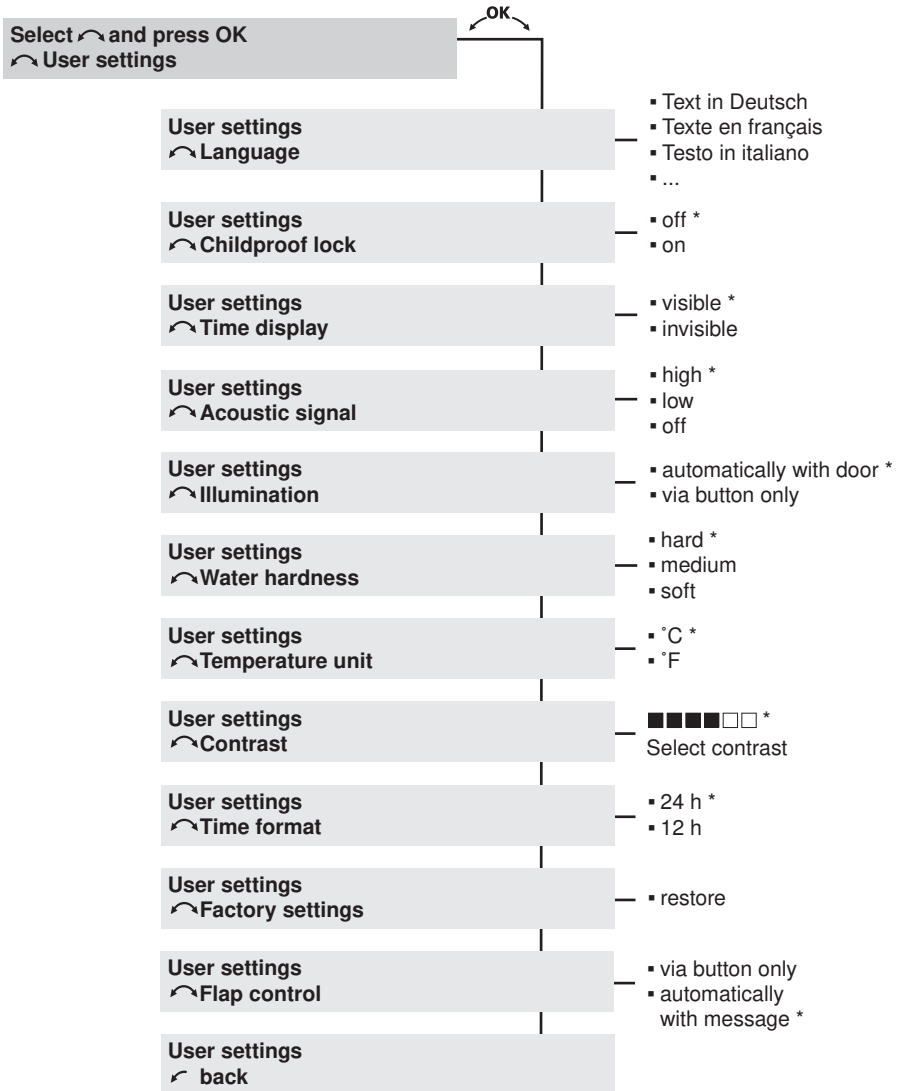 OK
Select and press OK
User settings
User settings
Language
▪ Text in Deutsch
▪ Texte en français
▪ Testo in italiano
▪ ...
User settings
Childproof lock
▪ off *
▪ on
User settings
Time display
▪ visible *
▪ invisible
User settings
Acoustic signal
▪ high *
▪ low
▪ off
User settings
Illumination
▪ automatically with door *
▪ via button only
User settings
Water hardness
▪ hard *
▪ medium
▪ soft
User settings
Temperature unit
▪ ˚C *
▪ ˚F
User settings
Contrast
■■■■□□ *
Select contrast
User settings
Time format
▪ 24 h *
▪ 12 h
User settings
Factory settings
▪ restore
User settings
Flap control
▪ via button only
▪ automatically
with message *
User settings
back